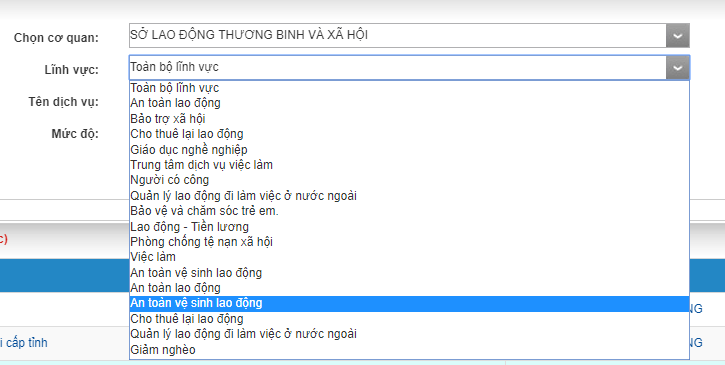 Chọn cơ quan: SỞ LAO ĐỘNG THƯƠNG BINH VÀ XÃ HỘI
Lĩnh vực: Toàn bộ lĩnh vực
Tên dịch vụ:
Mức độ:
Toàn bộ lĩnh vực
An toàn lao động
Bảo trợ xã hội
Cho thuê lại lao động
Giáo dục nghề nghiệp
Trung tâm dịch vụ việc làm
Người có công
Quản lý lao động đi làm việc ở nước ngoài
Bảo vệ và chăm sóc trẻ em.
Lao động - Tiền lương
Phòng chống tệ nạn xã hội
Việc làm
An toàn vệ sinh lao động
An toàn lao động
An toàn vệ sinh lao động
Cho thuê lại lao động
Quản lý lao động đi làm việc ở nước ngoài
Giảm nghèo
c)
NG
i cấp tỉnh
NG